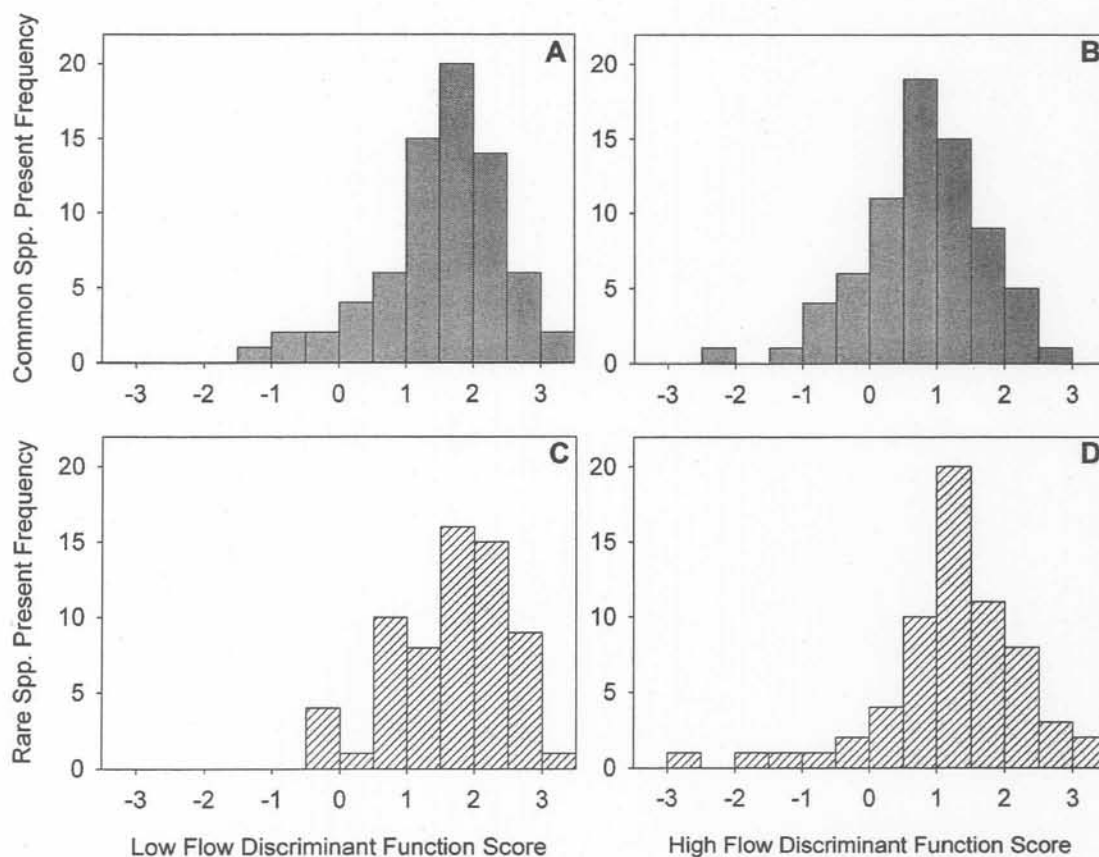 A
B
Common Spp. Present Frequency
20
15
10
5
0
-3 -2 -1 0 1 2 3
20
15
10
5
0
-3 -2 -1 0 1 2 3
C
D
Rare Spp. Present Frequency
20
15
10
5
0
-3 -2 -1 0 1 2 3
Low Flow Discriminant Function Score
20
15
10
5
0
-3 -2 -1 0 1 2 3
High Flow Discriminant Function Score